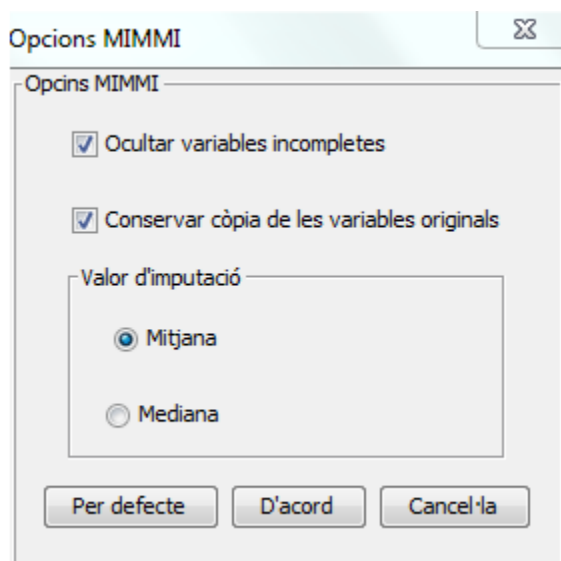 Opcions MIMMI
Opcins MIMMI
Ocultar variables incompletes
Conservar còpia de les variables originals
Valor d'imputació
Mitjana
Mediana
Per defecte D'acord Cancel·la